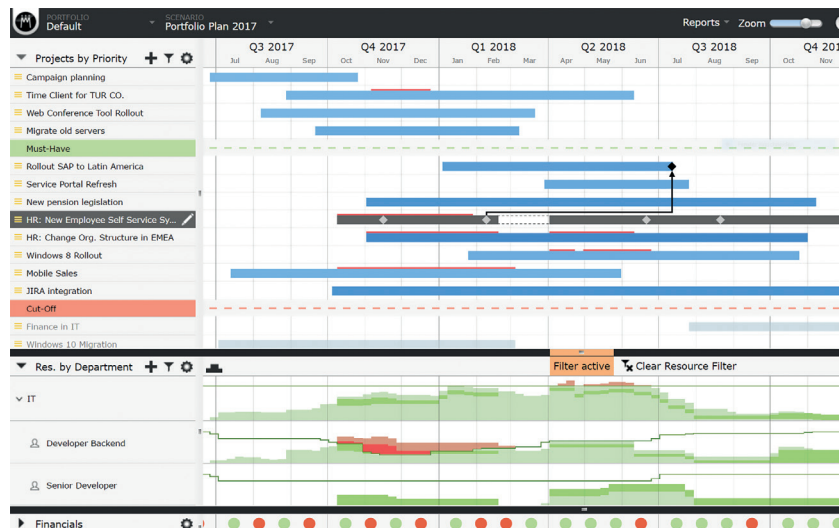 PORTFOLIO
Default
SCENARIO
Portfolio Plan 2017
Reports
Zoom
Projects by Priority
Q3 2017 Q4 2017 Q1 2018 Q2 2018 Q3 2018 Q4 201
Jul Aug Sep Oct Nov Dec Jan Feb Mar Apr May Jun Jul Aug Sep Oct Nov
Campaign planning
Time Client for TUR CO.
Web Conference Tool Rollout
Migrate old servers
Must-Have
Rollout SAP to Latin America
Service Portal Refresh
New pension legislation
HR: New Employee Self Service Sy...
HR: Change Org. Structure in EMEA
Windows 8 Rollout
Mobile Sales
JIRA integration
Cut-Off
Finance in IT
Windows 10 Migration
Res. by Department
Filter active
Clear Resource Filter
IT
Developer Backend
Senior Developer
Financials